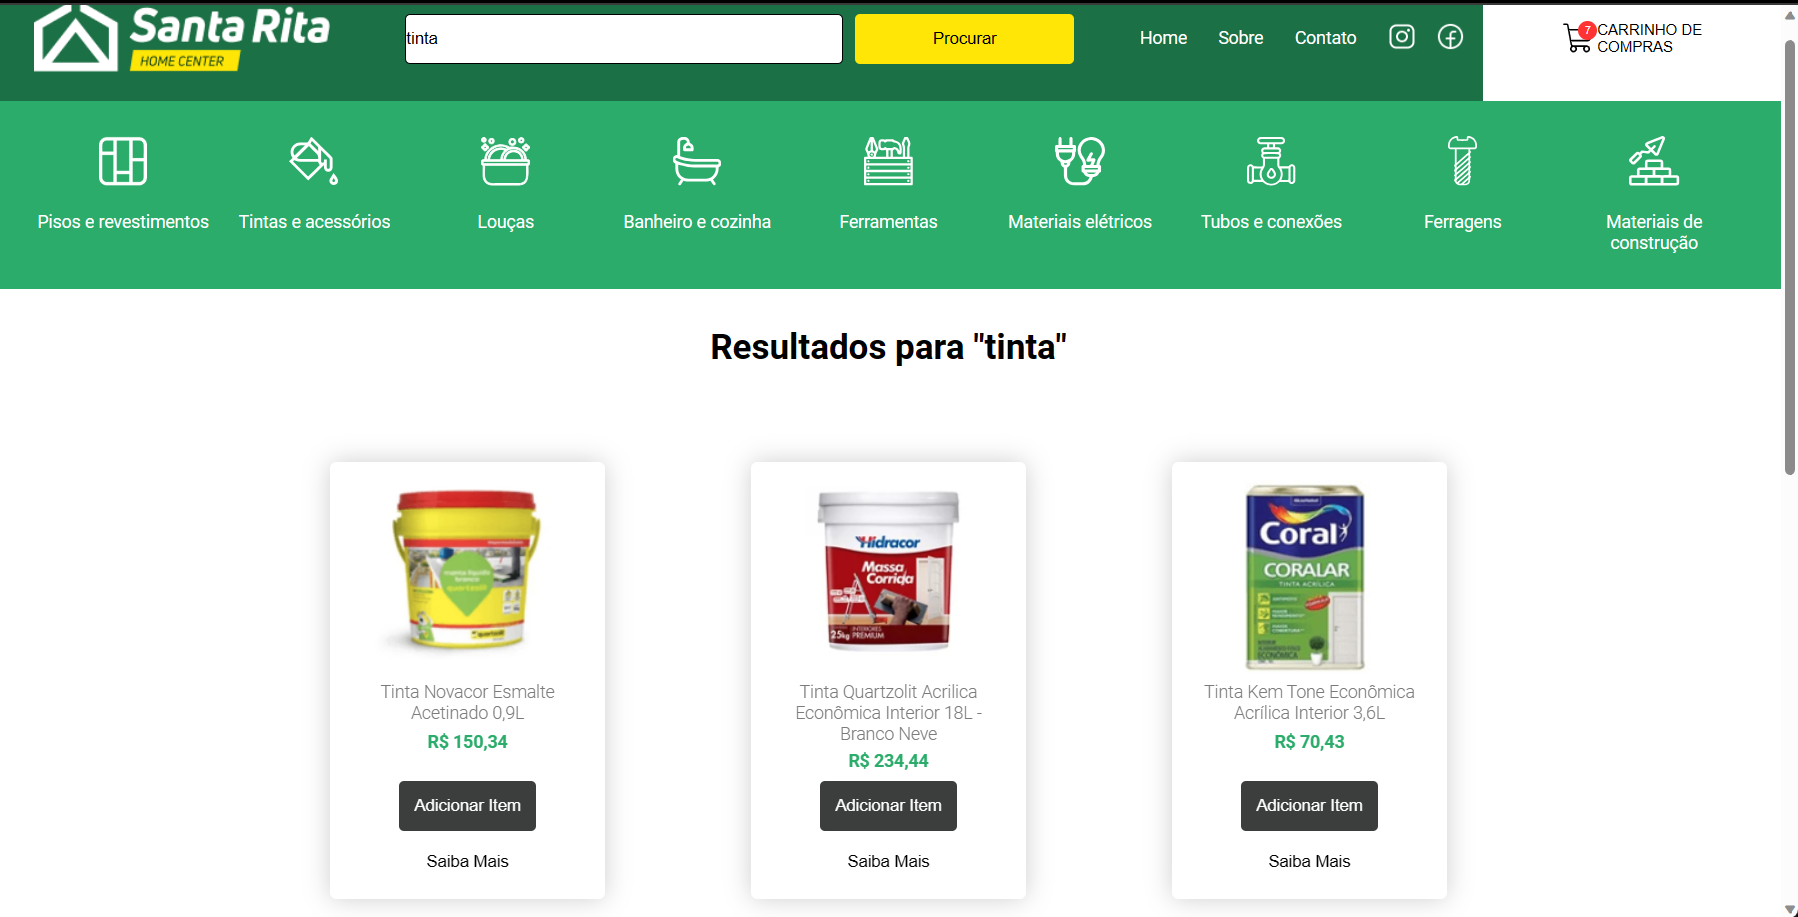 Santa Rita
HOME CENTER
tinta
Procurar
Home
Sobre
Contato
7
CARRINHO DE
COMPRAS
Pisos e revestimentos
Tintas e acessórios
Louças
Banheiro e cozinha
Ferramentas
Materiais elétricos
Tubos e conexões
Ferragens
Materiais de
construção
Resultados para "tinta"
quartzolit
Tinta Novacor Esmalte
Acetinado 0,9L
R$ 150,34
Adicionar Item
Saiba Mais
Hidracor
Massa
Corrida
INTERIORES
25kg PREMIUM
Tinta Quartzolit Acrilica
Econômica Interior 18L -
Branco Neve
R$ 234,44
Adicionar Item
Saiba Mais
Coral
CORALAR
TINTA ACRÍLICA
ECONÔMICA
Tinta Kem Tone Econômica
Acrílica Interior 3,6L
R$ 70,43
Adicionar Item
Saiba Mais